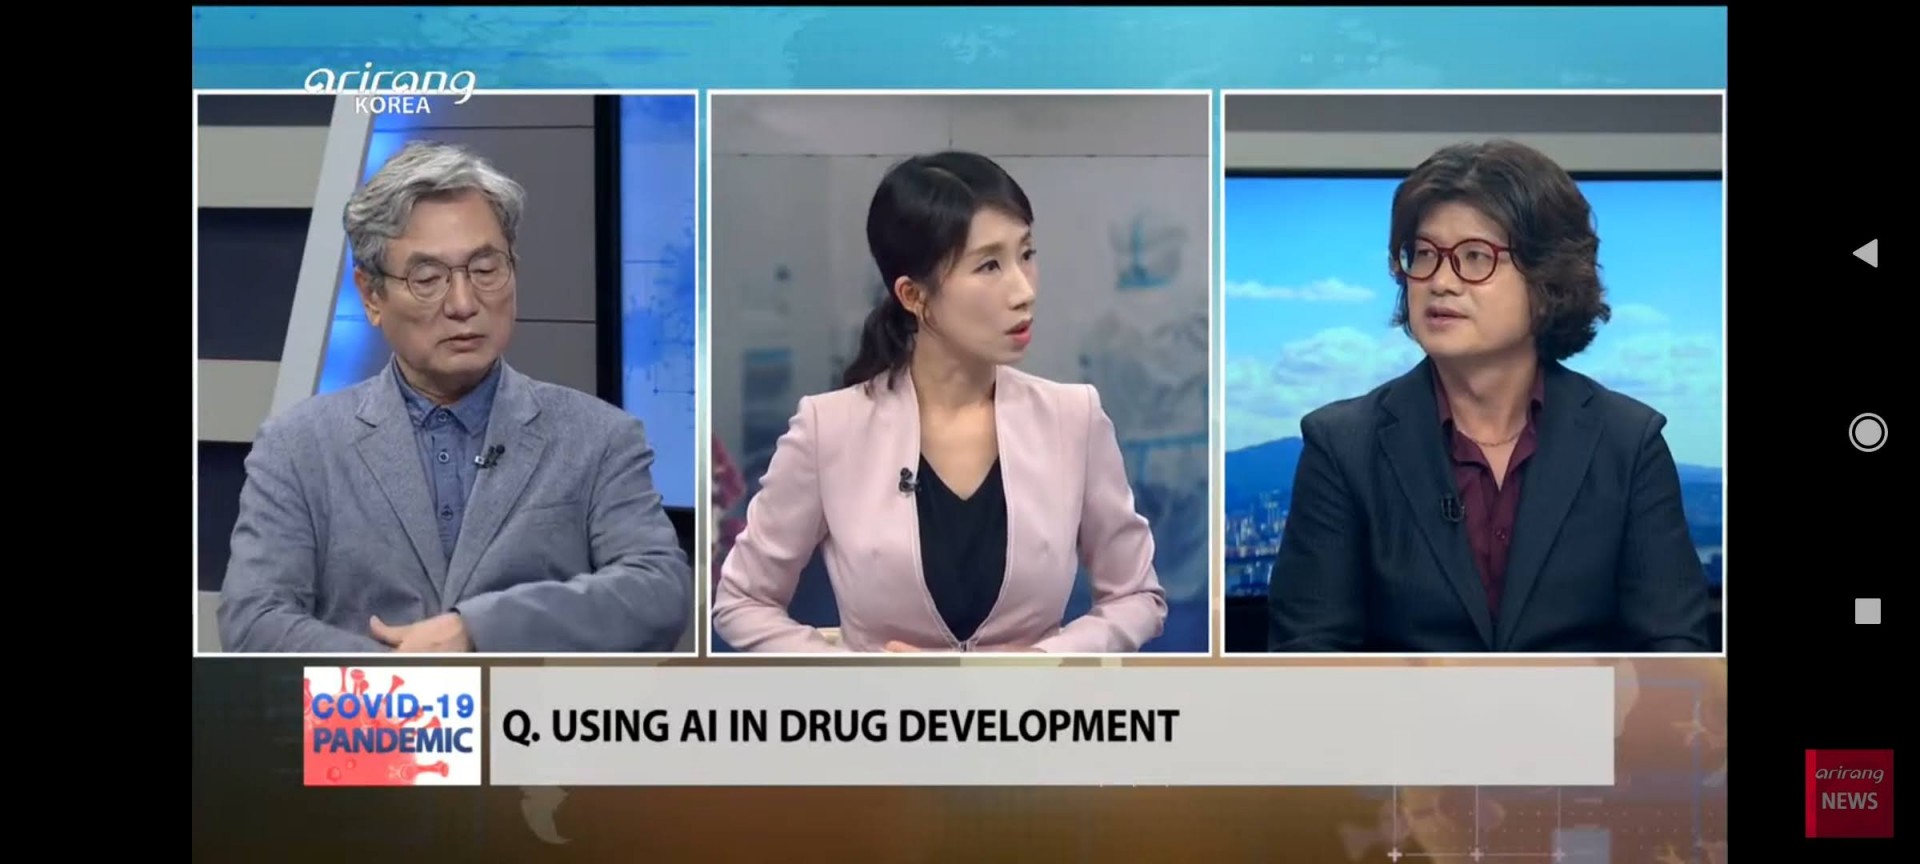 arirang
KOREA
COVID-19
PANDEMIC
Q. USING AI IN DRUG DEVELOPMENT
arirang
NEWS